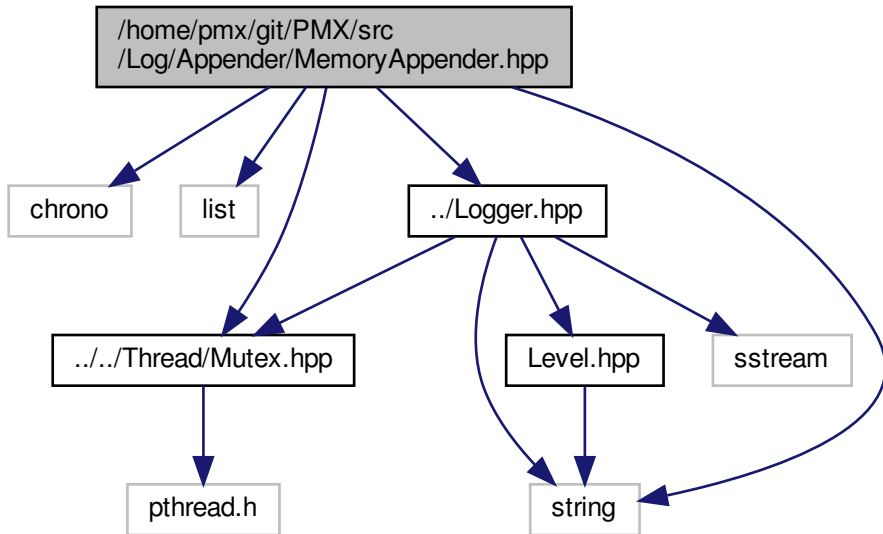 /home/pmx/git/PMX/src
/Log/Appender/MemoryAppender.hpp
chrono
list
../Logger.hpp
../../Thread/Mutex.hpp
Level.hpp
sstream
pthread.h
string